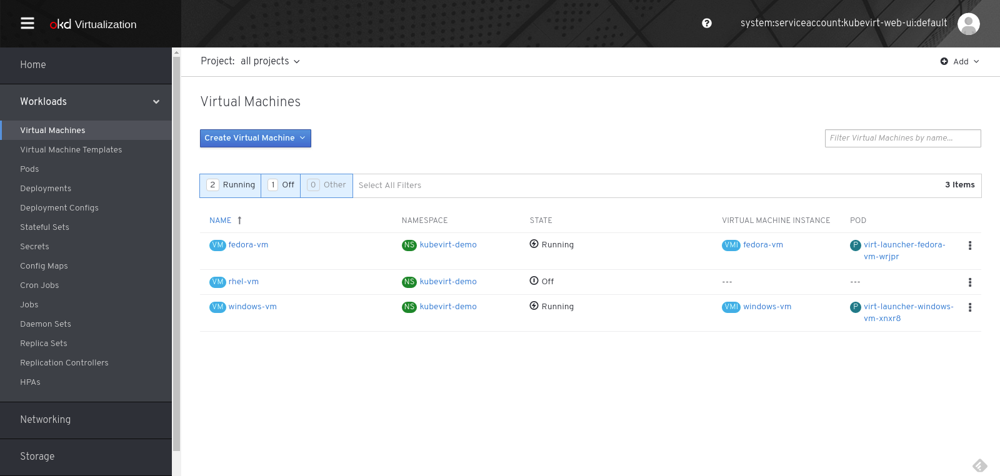 okd Virtualization
system:serviceaccount:kubevirt-web-ui:default
Home
Workloads
Virtual Machines
Virtual Machine Templates
Pods
Deployments
Deployment Configs
Stateful Sets
Secrets
Config Maps
Cron Jobs
Jobs
Daemon Sets
Replica Sets
Replication Controllers
HPAs
Networking
Storage
Project: all projects
Add
Virtual Machines
Create Virtual Machine
Filter Virtual Machines by name...
2 Running 1 Off 0 Other Select All Filters 3 Items
NAME NAMESPACE STATE VIRTUAL MACHINE INSTANCE POD
VM fedora-vm NS kubevirt-demo Running VMI fedora-vm P virt-launcher-fedora-
vm-wrjpr
VM rhel-vm NS kubevirt-demo Off --- ---
VM windows-vm NS kubevirt-demo Running VMI windows-vm P virt-launcher-windows-
vm-xnxr8